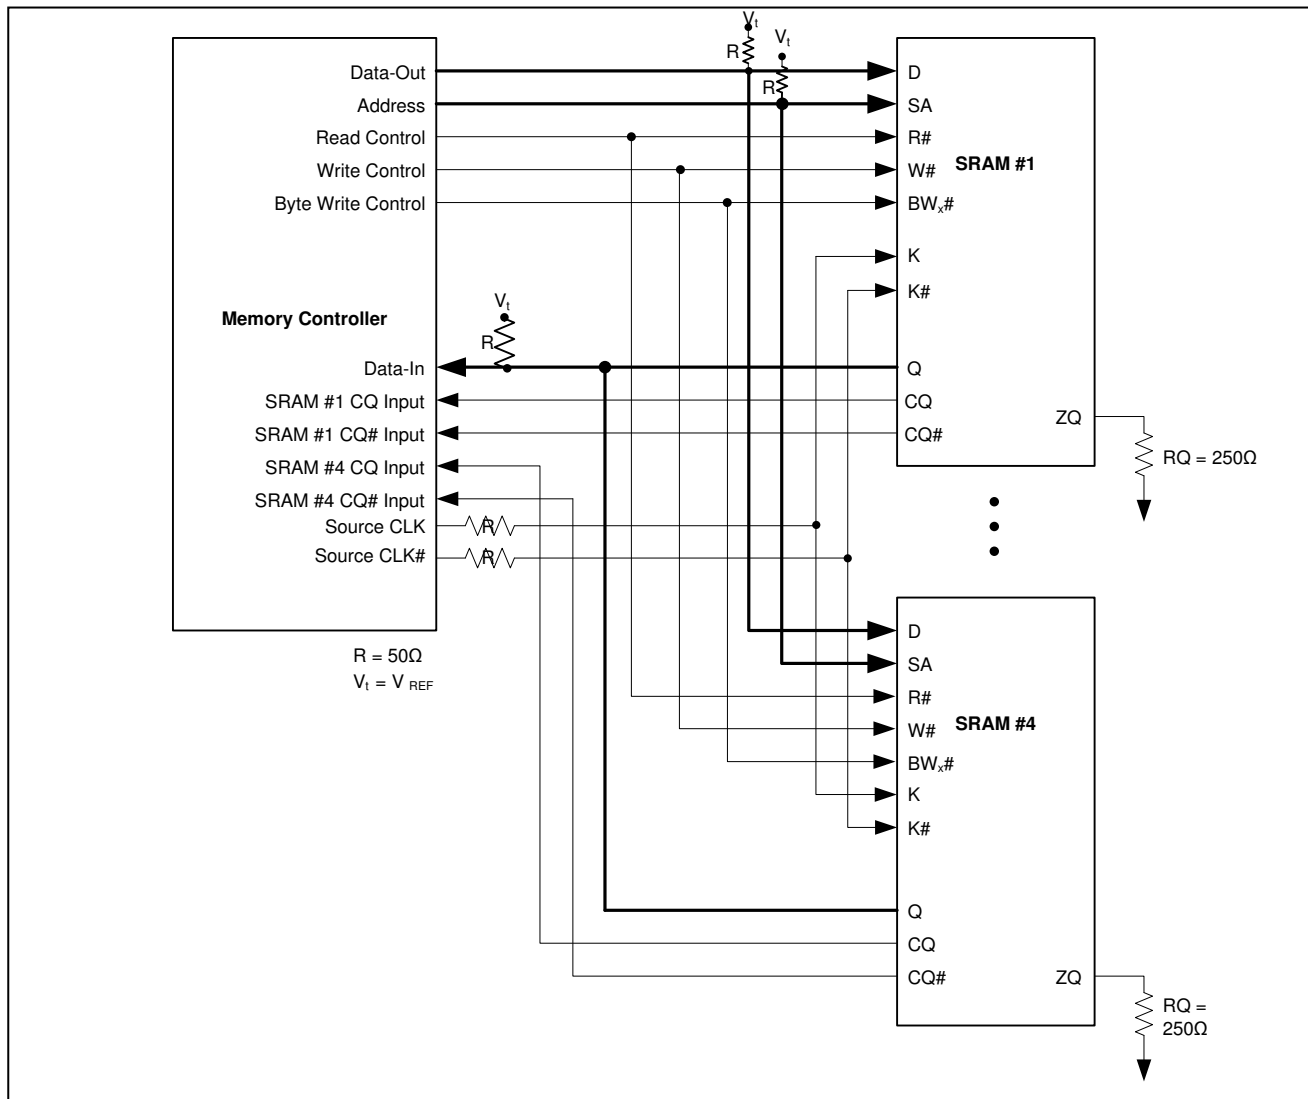 Vt
Vt
R
R
Data-Out
Address
Read Control
Write Control
Byte Write Control
Memory Controller
Vt
R
Data-In
SRAM #1 CQ Input
SRAM #1 CQ# Input
SRAM #4 CQ Input
SRAM #4 CQ# Input
Source CLK
R
Source CLK#
R
R = 50Ω
Vt = V REF
D
SA
R#
SRAM #1
W#
BWx#
K
K#
Q
CQ
CQ#
ZQ
RQ = 250Ω
D
SA
R#
SRAM #4
W#
BWx#
K
K#
Q
CQ
CQ#
ZQ
RQ =
250Ω